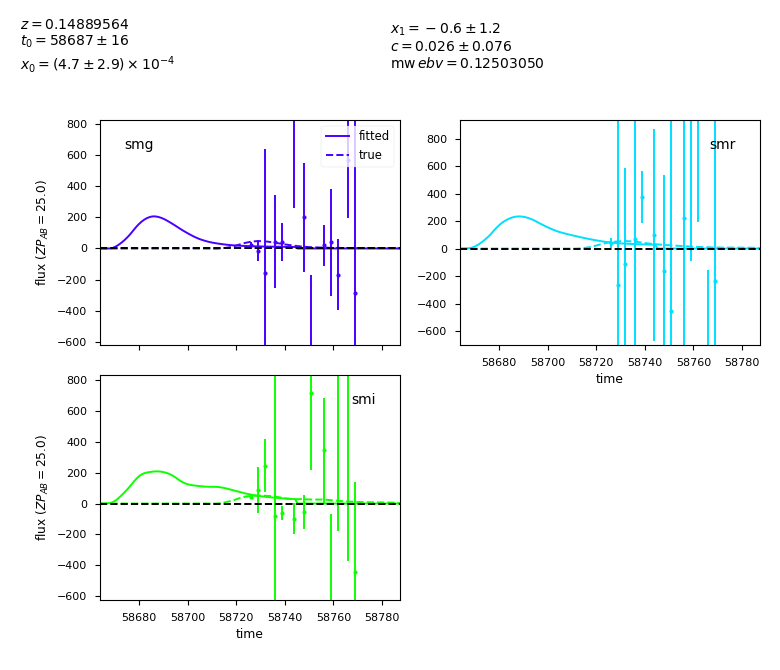 z = 0.14889564
t₀ = 58687 ± 16
x₀ = (4.7 ± 2.9) × 10⁻⁴
x₁ = − 0.6 ± 1.2
c = 0.026 ± 0.076
mw ebv = 0.12503050
smg
fitted
true
800
600
400
200
0
−200
−400
−600
flux (ZP_AB = 25.0)
smr
800
600
400
200
0
−200
−400
−600
58680 58700 58720 58740 58760 58780
time
smi
800
600
400
200
0
−200
−400
−600
flux (ZP_AB = 25.0)
58680 58700 58720 58740 58760 58780
time